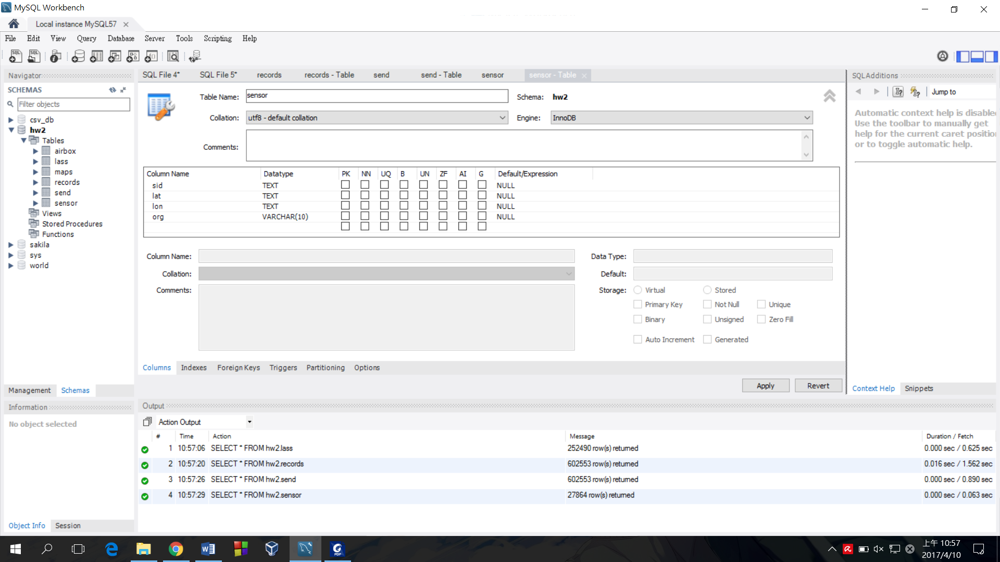 MySQL Workbench
Local instance MySQL57
File Edit View Query Database Server Tools Scripting Help
Navigator
SCHEMAS
Filter objects
csv_db
hw2
Tables
airbox
lass
maps
records
send
sensor
Views
Stored Procedures
Functions
sakila
sys
world
Management Schemas
Information
No object selected
Object Info Session
SQL File 4* SQL File 5* records records - Table send send - Table sensor sensor - Table
Table Name: sensor Schema: hw2
Collation: utf8 - default collation Engine: InnoDB
Comments:
Column Name Datatype PK NN UQ B UN ZF AI G Default/Expression
sid TEXT NULL
lat TEXT NULL
lon TEXT NULL
org VARCHAR(10) NULL
Column Name: Data Type:
Collation: Default:
Comments: Storage: Virtual Stored
Primary Key Not Null Unique
Binary Unsigned Zero Fill
Auto Increment Generated
Columns Indexes Foreign Keys Triggers Partitioning Options
Apply Revert
SQLAdditions
Jump to
Automatic context help is disable
Use the toolbar to manually get
help for the current caret positio
or to toggle automatic help.
Context Help Snippets
Output
Action Output
# Time Action Message Duration / Fetch
1 10:57:06 SELECT * FROM hw2.lass 252490 row(s) returned 0.000 sec / 0.625 sec
2 10:57:20 SELECT * FROM hw2.records 602553 row(s) returned 0.016 sec / 1.562 sec
3 10:57:26 SELECT * FROM hw2.send 602553 row(s) returned 0.000 sec / 0.890 sec
4 10:57:29 SELECT * FROM hw2.sensor 27864 row(s) returned 0.000 sec / 0.063 sec
上午 10:57
2017/4/10